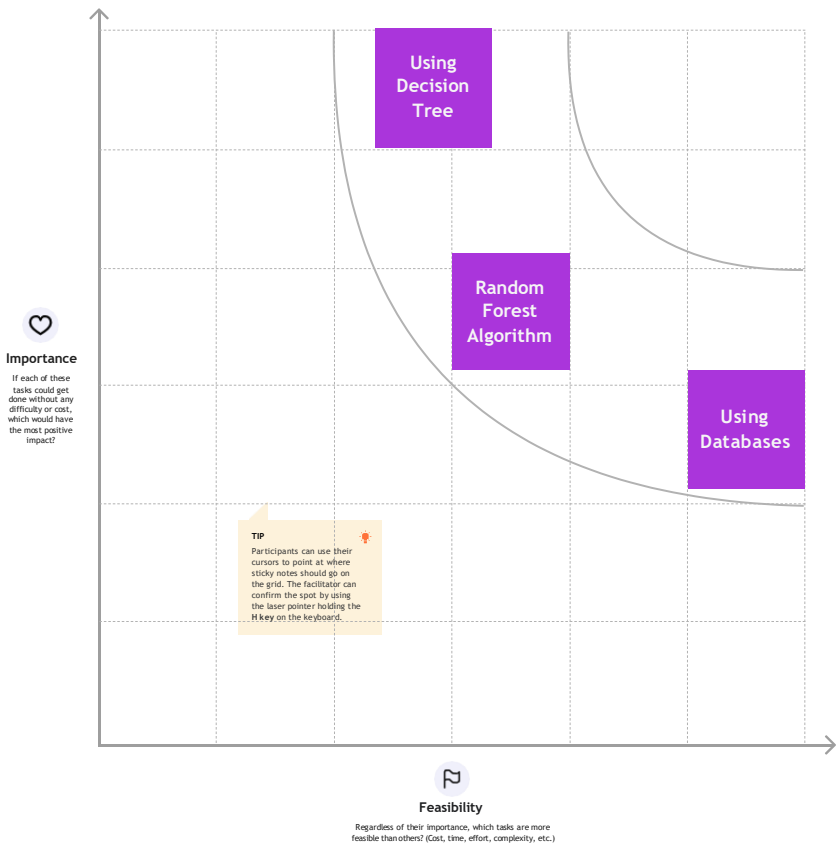 Using
Decision
Tree
Random
Forest
Algorithm
Using
Databases
Importance
If each of these
tasks could get
done without any
difficulty or cost,
which would have
the most positive
impact?
TIP
Participants can use their
cursors to point at where
sticky notes should go on
the grid. The facilitator can
confirm the spot by using
the laser pointer holding the
H key on the keyboard.
Feasibility
Regardless of their importance, which tasks are more
feasible than others? (Cost, time, effort, complexity, etc.)